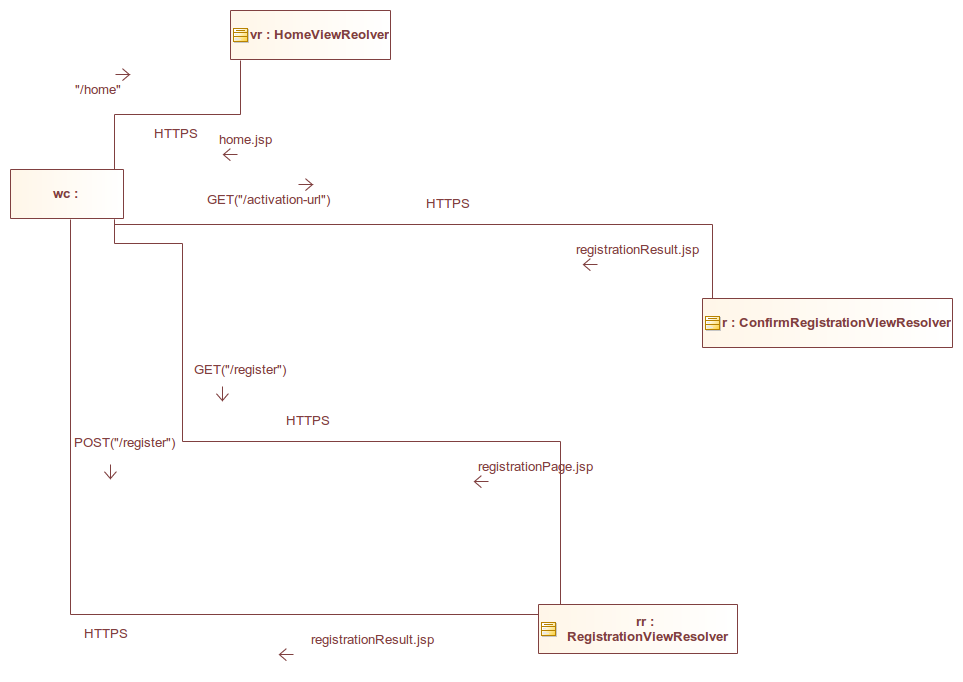 vr : HomeViewReolver
"/home"
HTTPS
home.jsp
wc :
GET("/activation-url")
HTTPS
registrationResult.jsp
r : ConfirmRegistrationViewResolver
GET("/register")
HTTPS
POST("/register")
registrationPage.jsp
rr :
RegistrationViewResolver
HTTPS
registrationResult.jsp